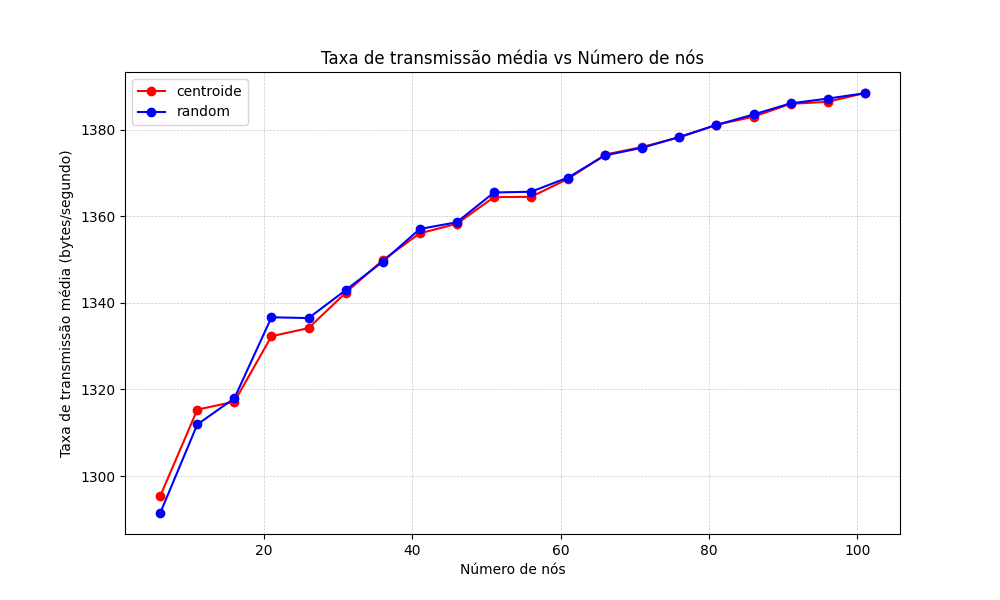 Taxa de transmissão média vs Número de nós
centroide
random
Taxa de transmissão média (bytes/segundo)
1380
1360
1340
1320
1300
20 40 60 80 100
Número de nós